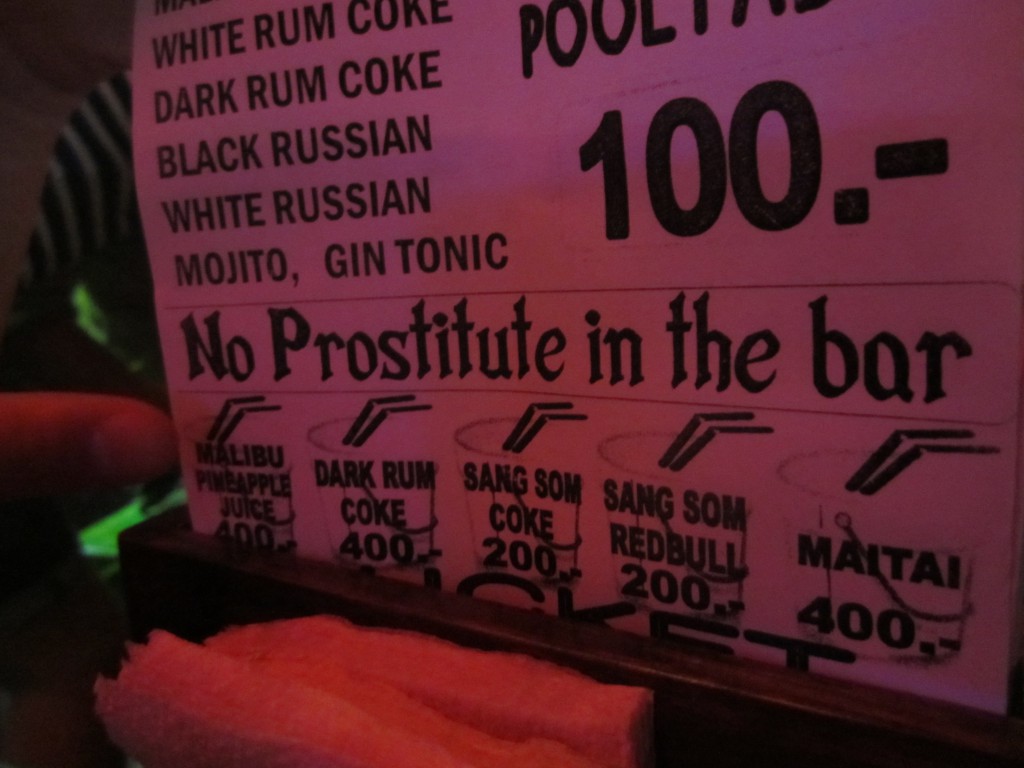 WHITE RUM COKE
DARK RUM COKE
BLACK RUSSIAN
WHITE RUSSIAN
MOJITO, GIN TONIC
100.-
No Prostitute in the bar
MALIBU
PINEAPPLE
JUICE
400.-
DARK RUM
COKE
400.-
SANG SOM
COKE
200.-
SANG SOM
REDBULL
200.-
MAITAI
400.-